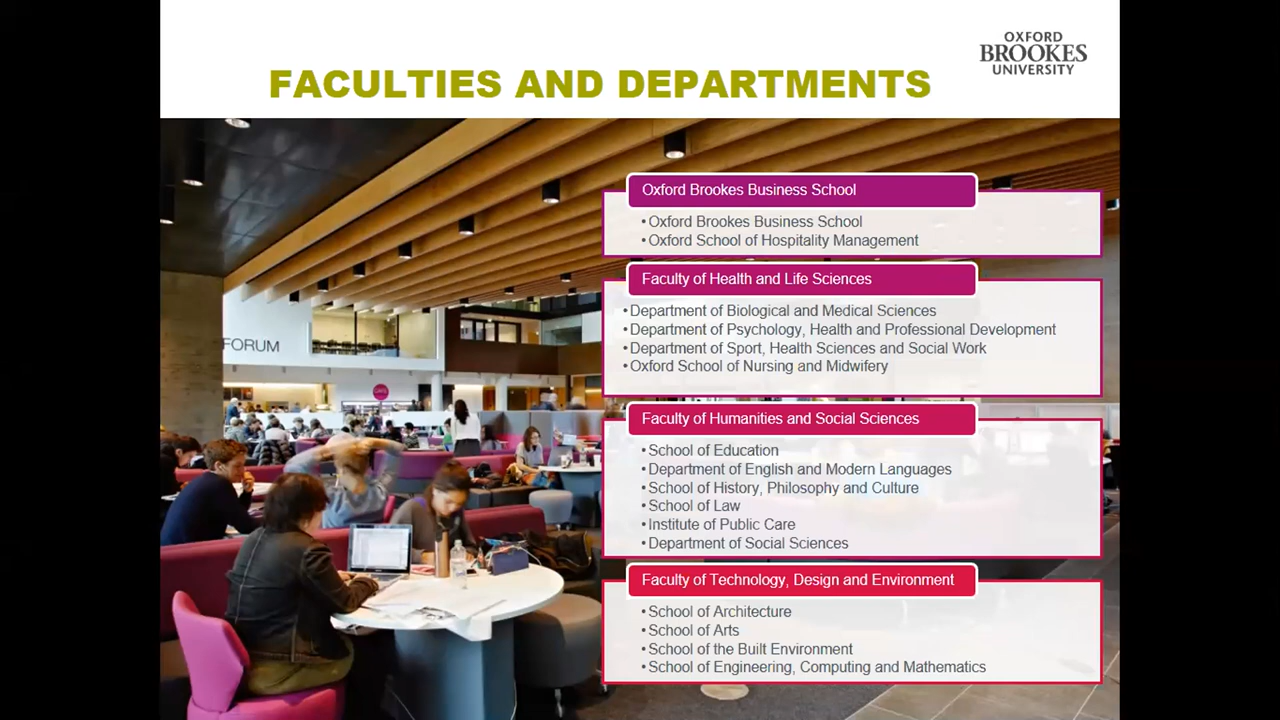 OXFORD
BROOKES
UNIVERSITY
FACULTIES AND DEPARTMENTS
Oxford Brookes Business School
•Oxford Brookes Business School
•Oxford School of Hospitality Management
Faculty of Health and Life Sciences
•Department of Biological and Medical Sciences
•Department of Psychology, Health and Professional Development
•Department of Sport, Health Sciences and Social Work
•Oxford School of Nursing and Midwifery
FORUM
Faculty of Humanities and Social Sciences
•School of Education
•Department of English and Modern Languages
•School of History, Philosophy and Culture
•School of Law
•Institute of Public Care
•Department of Social Sciences
Faculty of Technology, Design and Environment
•School of Architecture
•School of Arts
•School of the Built Environment
•School of Engineering, Computing and Mathematics